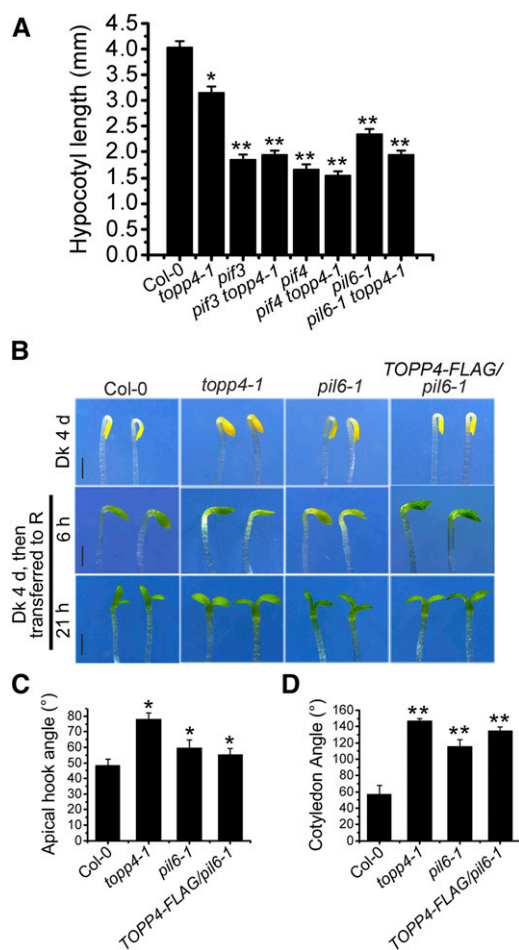 A
Hypocotyl length (mm)
4.5
4.0
3.5
3.0
2.5
2.0
1.5
1.0
0.5
0.0
*
**
**
**
**
**
**
Col-0
topp4-1
pif3
pif3 topp4-1
pif4
pif4 topp4-1
pil6-1
pil6-1 topp4-1
B
Col-0
topp4-1
pil6-1
TOPP4-FLAG/
pil6-1
Dk 4 d
Dk 4 d, then
transferred to R
6 h
21 h
C
Apical hook angle (°)
80
70
60
50
40
30
20
10
0
*
*
*
Col-0
topp4-1
pil6-1
TOPP4-FLAG/pil6-1
D
Cotyledon Angle (°)
160
140
120
100
80
60
40
20
0
**
**
**
Col-0
topp4-1
pil6-1
TOPP4-FLAG/pil6-1